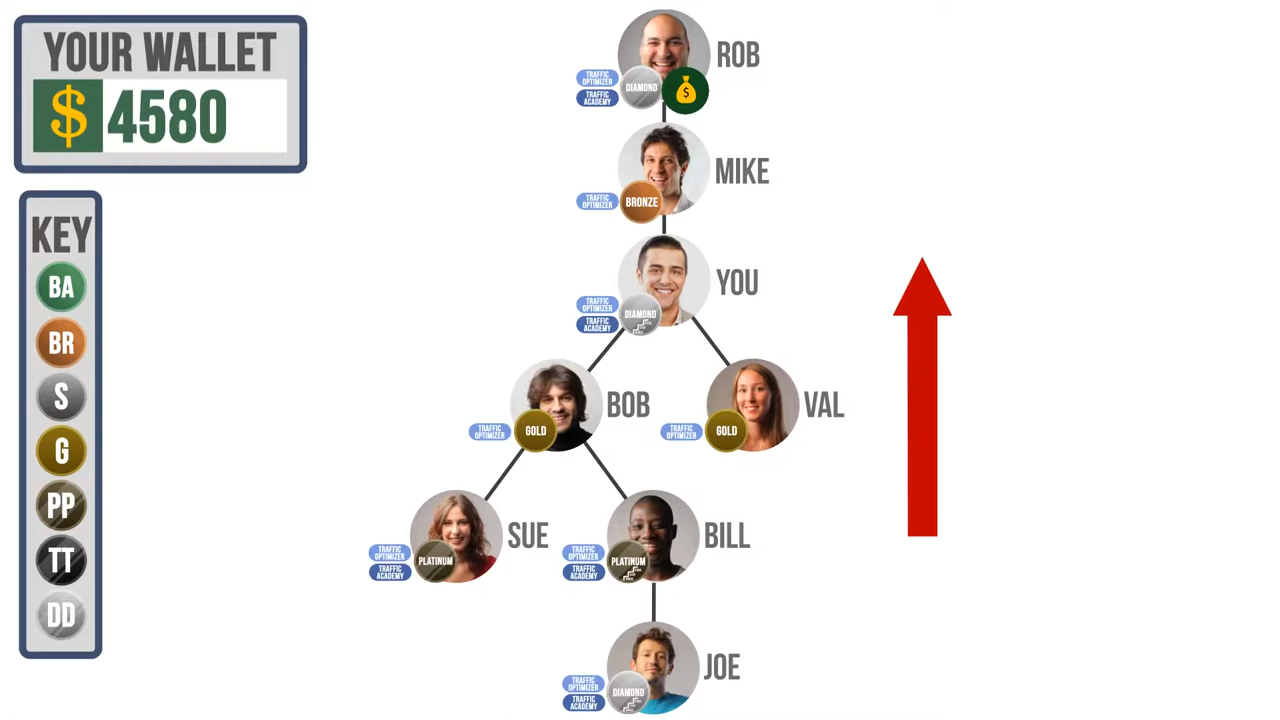 YOUR WALLET
$ 4580
KEY
BA
BR
S
G
PP
TT
DD
ROB
TRAFFIC
OPTIMIZER
TRAFFIC
ACADEMY
DIAMOND
$
MIKE
TRAFFIC
OPTIMIZER
BRONZE
YOU
TRAFFIC
OPTIMIZER
TRAFFIC
ACADEMY
DIAMOND
BOB
TRAFFIC
OPTIMIZER
GOLD
VAL
TRAFFIC
OPTIMIZER
GOLD
SUE
TRAFFIC
OPTIMIZER
TRAFFIC
ACADEMY
PLATINUM
BILL
TRAFFIC
OPTIMIZER
TRAFFIC
ACADEMY
PLATINUM
JOE
TRAFFIC
OPTIMIZER
TRAFFIC
ACADEMY
DIAMOND